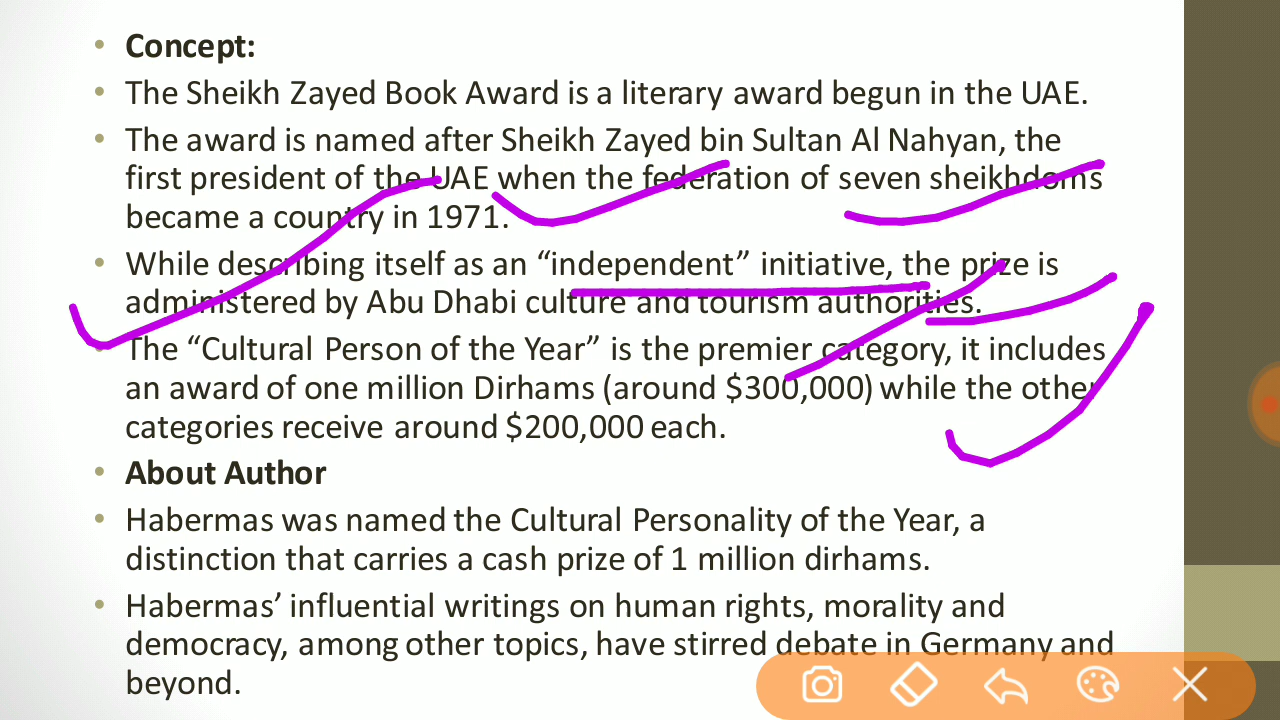 Concept:
The Sheikh Zayed Book Award is a literary award begun in the UAE.
The award is named after Sheikh Zayed bin Sultan Al Nahyan, the
first president of the UAE when the federation of seven sheikhdoms
became a country in 1971.
While describing itself as an “independent” initiative, the prize is
administered by Abu Dhabi culture and tourism authorities.
The “Cultural Person of the Year” is the premier category, it includes
an award of one million Dirhams (around $300,000) while the other
categories receive around $200,000 each.
About Author
Habermas was named the Cultural Personality of the Year, a
distinction that carries a cash prize of 1 million dirhams.
Habermas’ influential writings on human rights, morality and
democracy, among other topics, have stirred debate in Germany and
beyond.